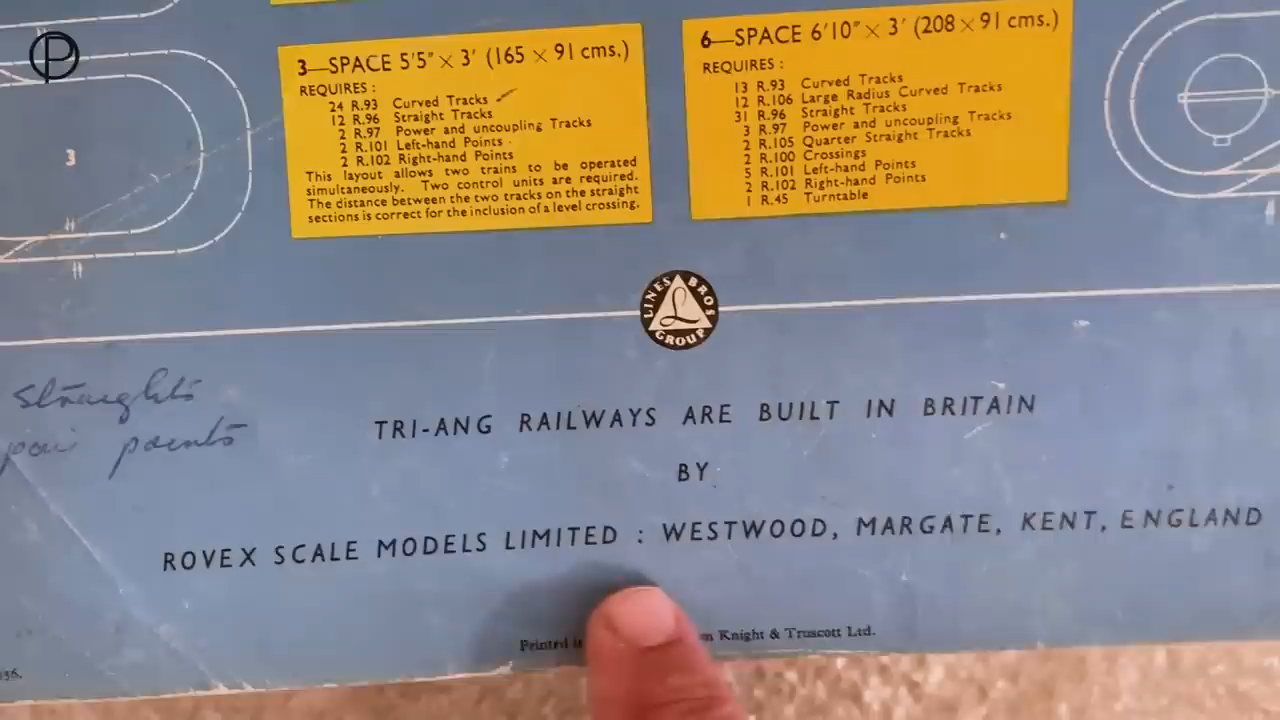 3—SPACE 5'5" × 3' (165 × 91 cms.)
REQUIRES :
24 R.93 Curved Tracks
12 R.96 Straight Tracks
2 R.97 Power and uncoupling Tracks
2 R.101 Left-hand Points
2 R.102 Right-hand Points
This layout allows two trains to be operated
simultaneously. Two control units are required.
The distance between the two tracks on the straight
sections is correct for the inclusion of a level crossing.
6—SPACE 6'10" × 3' (208 × 91 cms.)
REQUIRES :
13 R.93 Curved Tracks
12 R.106 Large Radius Curved Tracks
31 R.96 Straight Tracks
3 R.97 Power and uncoupling Tracks
2 R.105 Quarter Straight Tracks
2 R.100 Crossings
5 R.101 Left-hand Points
2 R.102 Right-hand Points
1 R.45 Turntable
3
LINES BROS
L
GROUP
straights
pair points
TRI-ANG RAILWAYS ARE BUILT IN BRITAIN
BY
ROVEX SCALE MODELS LIMITED : WESTWOOD, MARGATE, KENT, ENGLAND
Printed Knight & Truscott Ltd.